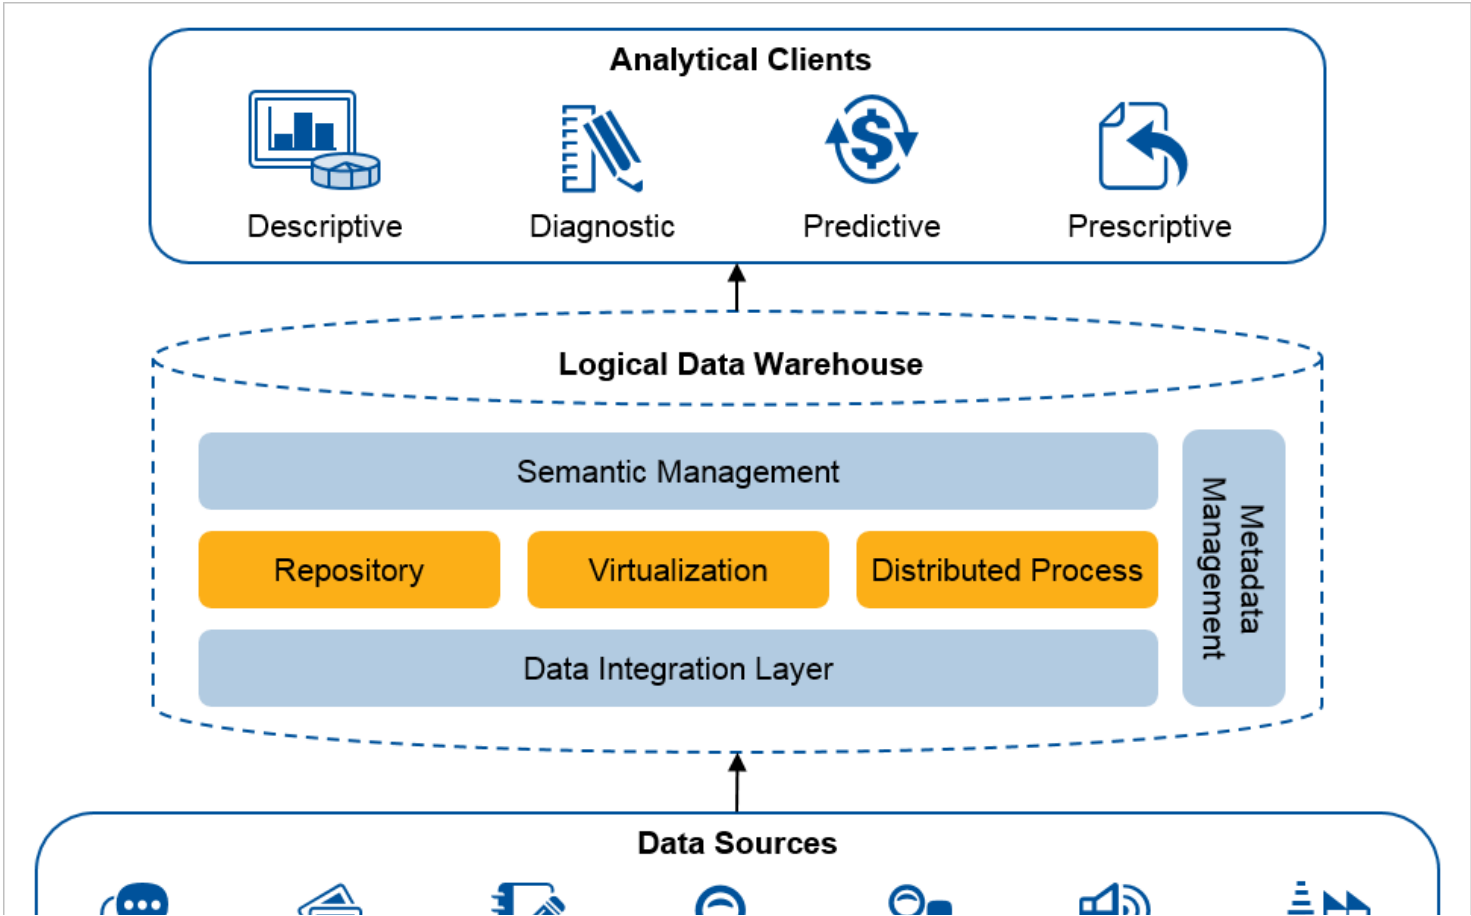 Analytical Clients
Descriptive
Diagnostic
Predictive
Prescriptive
Logical Data Warehouse
Semantic Management
Repository
Virtualization
Distributed Process
Data Integration Layer
Metadata
Management
Data Sources